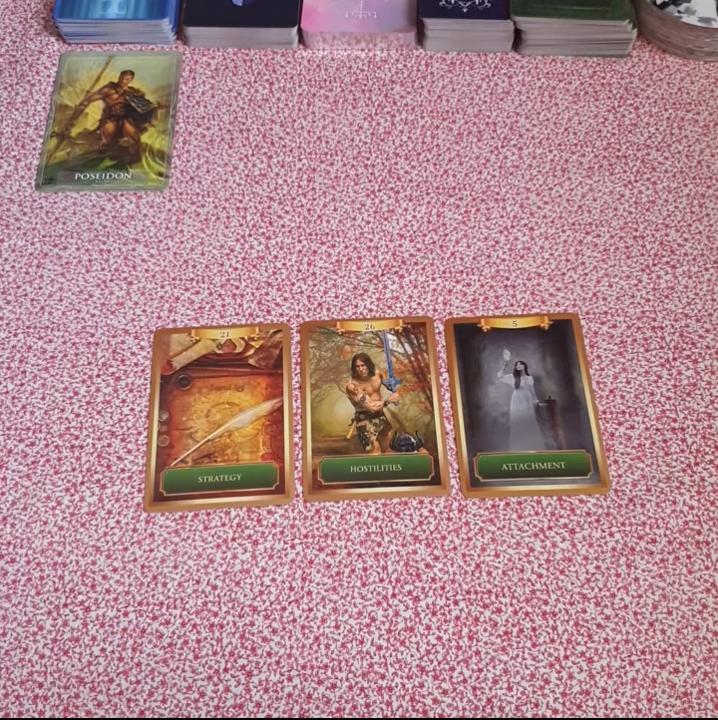 POSEIDON
21
26
5
STRATEGY
HOSTILITIES
ATTACHMENT